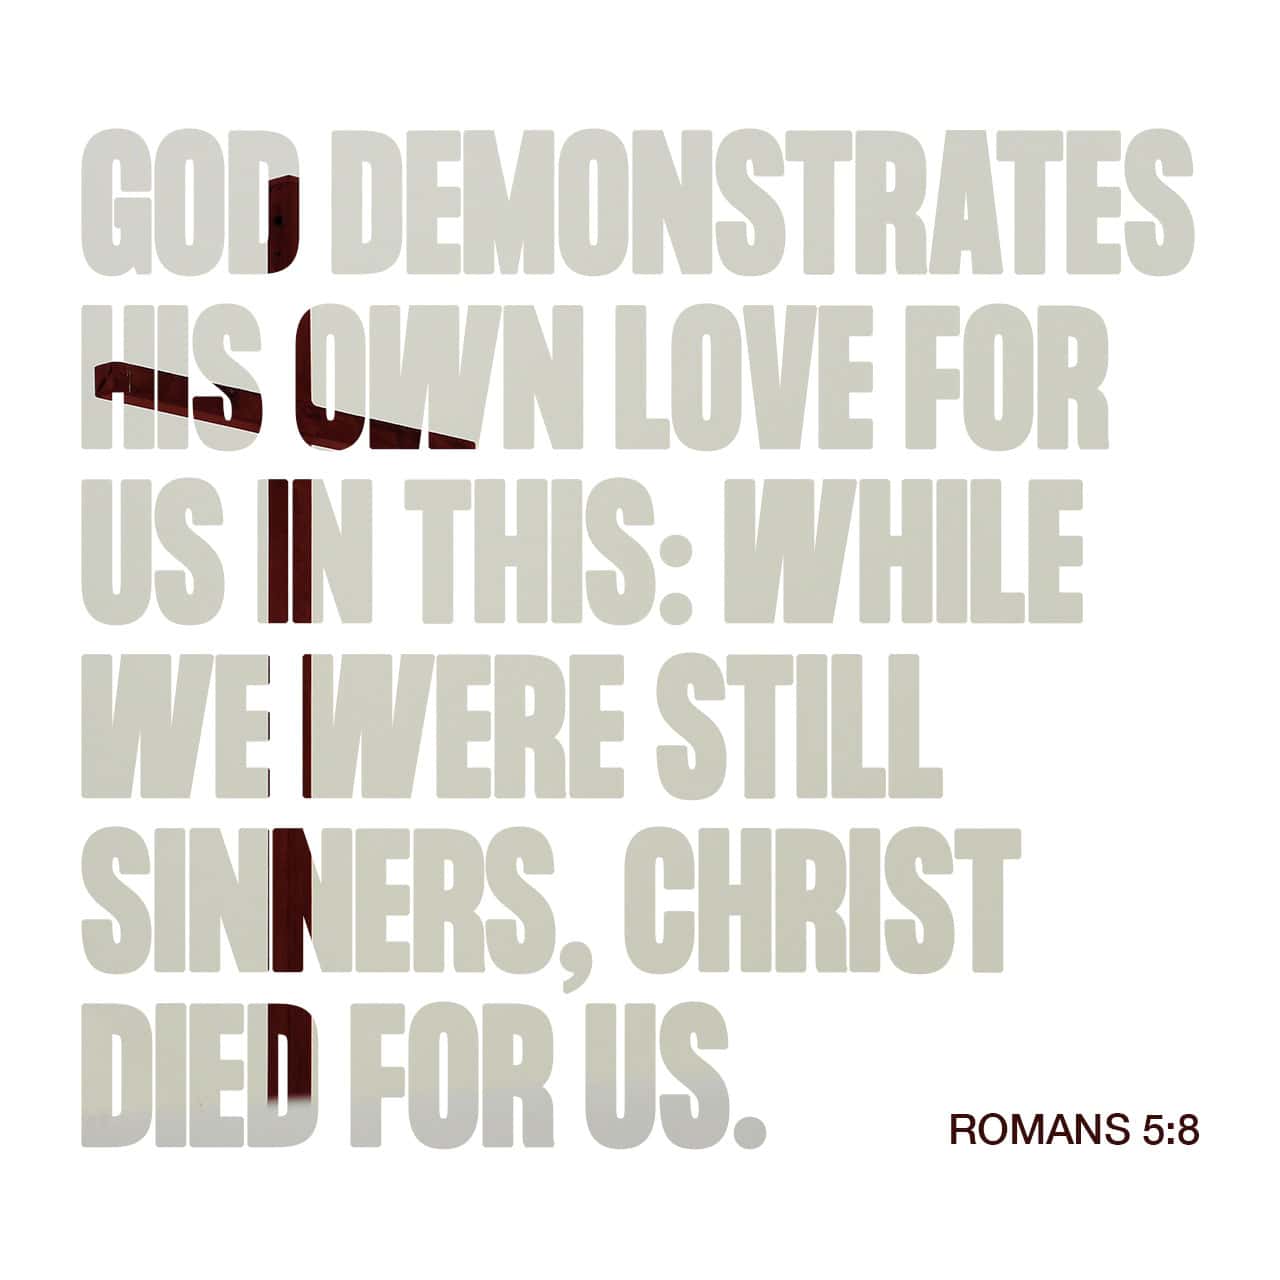 GOD DEMONSTRATES
HIS OWN LOVE FOR
US IN THIS: WHILE
WE WERE STILL
SINNERS, CHRIST
DIED FOR US.
ROMANS 5:8